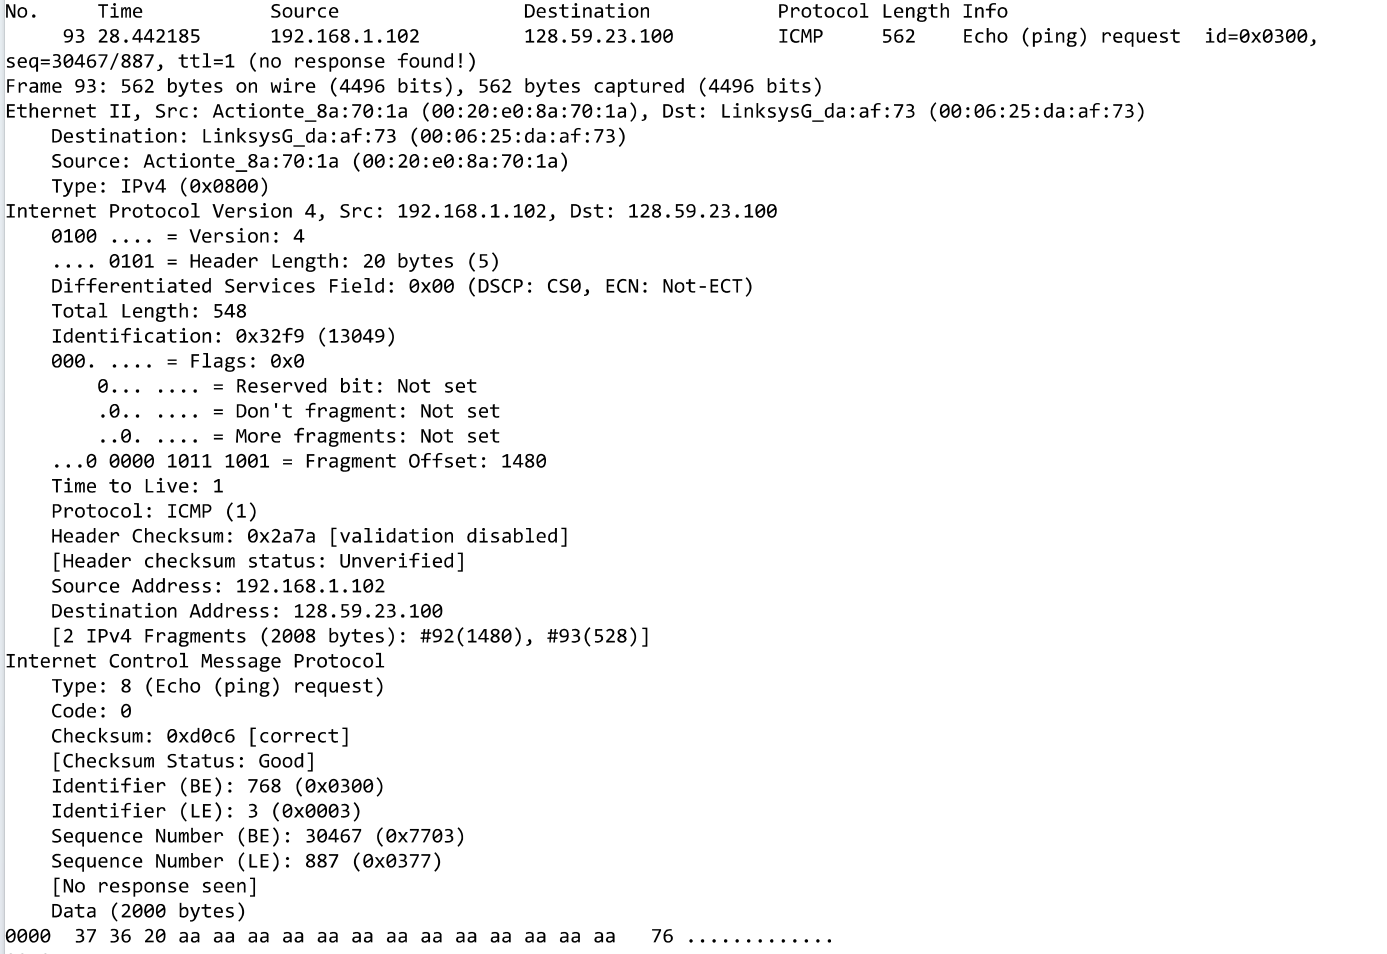 No.     Time           Source                Destination           Protocol Length Info
     93 28.442185      192.168.1.102         128.59.23.100         ICMP     562    Echo (ping) request  id=0x0300,
seq=30467/887, ttl=1 (no response found!)
Frame 93: 562 bytes on wire (4496 bits), 562 bytes captured (4496 bits)
Ethernet II, Src: Actionte_8a:70:1a (00:20:e0:8a:70:1a), Dst: LinksysG_da:af:73 (00:06:25:da:af:73)
    Destination: LinksysG_da:af:73 (00:06:25:da:af:73)
    Source: Actionte_8a:70:1a (00:20:e0:8a:70:1a)
    Type: IPv4 (0x0800)
Internet Protocol Version 4, Src: 192.168.1.102, Dst: 128.59.23.100
    0100 .... = Version: 4
    .... 0101 = Header Length: 20 bytes (5)
    Differentiated Services Field: 0x00 (DSCP: CS0, ECN: Not-ECT)
    Total Length: 548
    Identification: 0x32f9 (13049)
    000. .... = Flags: 0x0
        0... .... = Reserved bit: Not set
        .0.. .... = Don't fragment: Not set
        ..0. .... = More fragments: Not set
    ...0 0000 1011 1001 = Fragment Offset: 1480
    Time to Live: 1
    Protocol: ICMP (1)
    Header Checksum: 0x2a7a [validation disabled]
    [Header checksum status: Unverified]
    Source Address: 192.168.1.102
    Destination Address: 128.59.23.100
    [2 IPv4 Fragments (2008 bytes): #92(1480), #93(528)]
Internet Control Message Protocol
    Type: 8 (Echo (ping) request)
    Code: 0
    Checksum: 0xd0c6 [correct]
    [Checksum Status: Good]
    Identifier (BE): 768 (0x0300)
    Identifier (LE): 3 (0x0003)
    Sequence Number (BE): 30467 (0x7703)
    Sequence Number (LE): 887 (0x0377)
    [No response seen]
    Data (2000 bytes)
0000  37 36 20 aa aa aa aa aa aa aa aa aa aa aa aa aa   76 .............